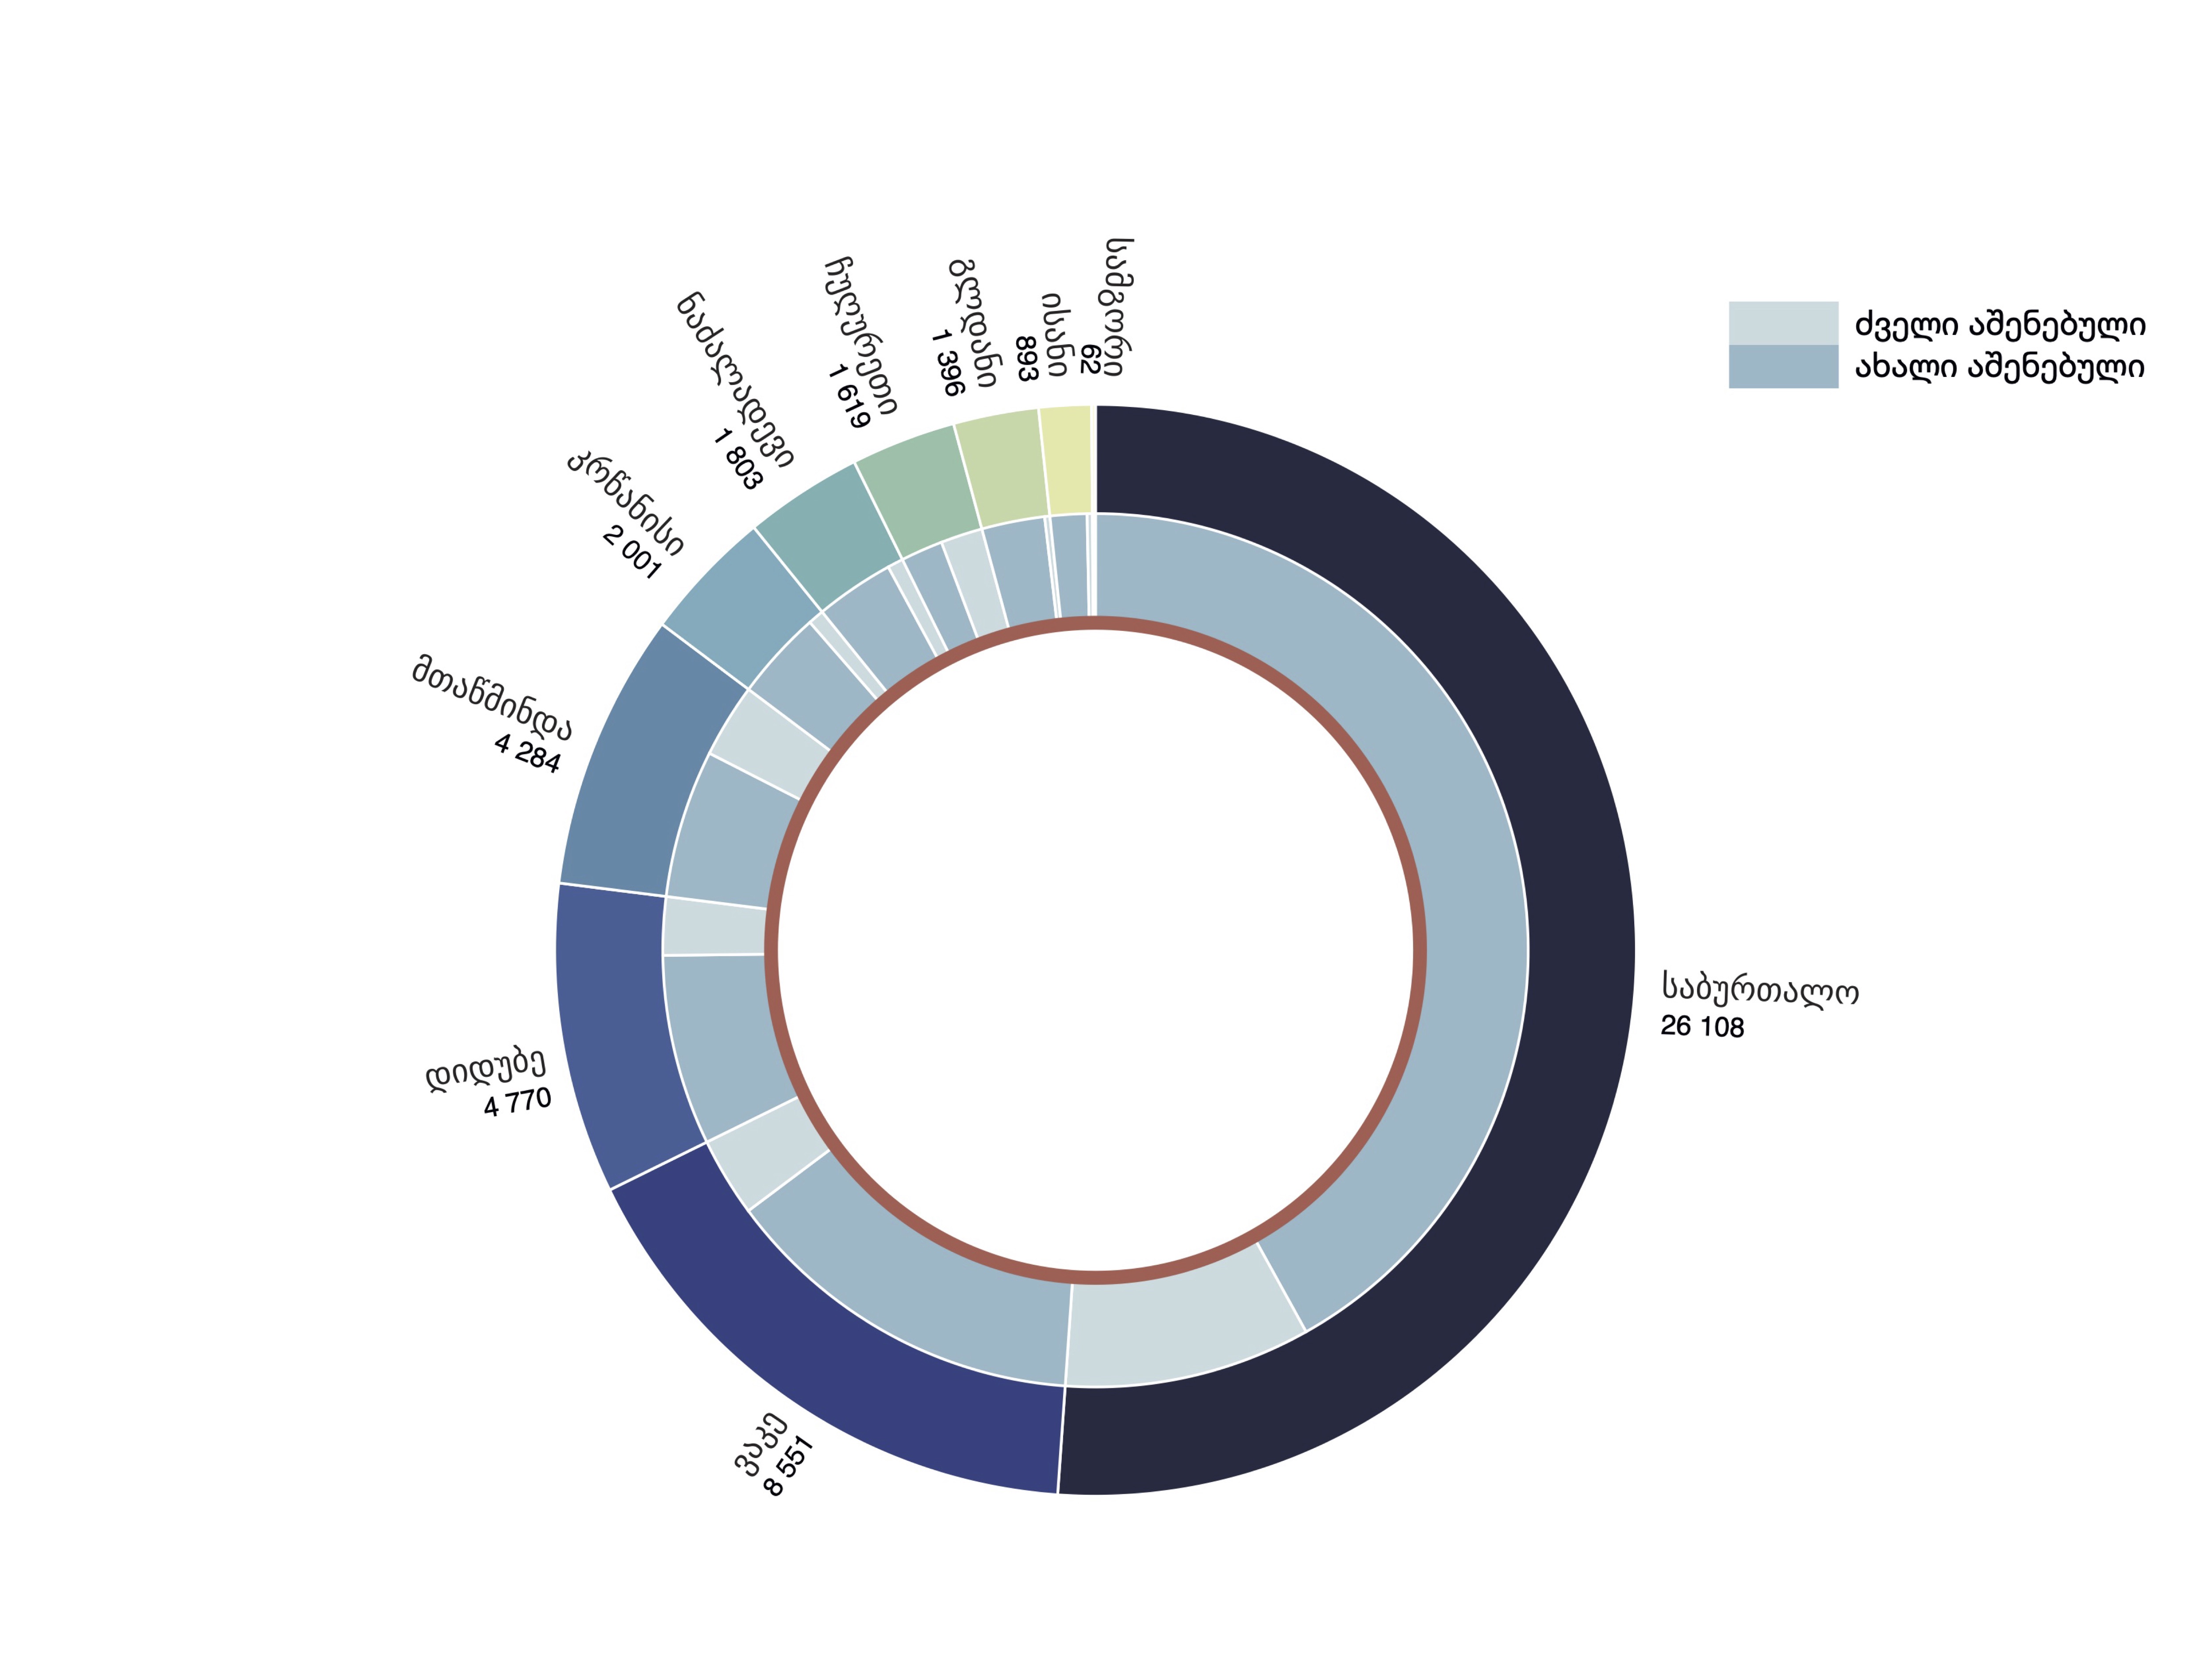 ძველი აშენებული
ახალი აშენებული
საბურთალო
26 108
ვაკე
8 551
დიდუბე
4 770
მთაწმინდა
4 284
კრწანისი
2 001
ნაძალადევი
1 803
ჩუღურეთი
1 619
გლდანი
1 396
ისანი
893
სამგორი
62